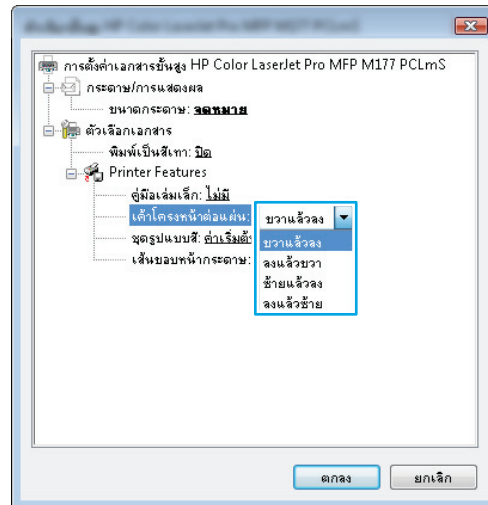 การตั้งค่าเอกสารขั้นสูง HP Color LaserJet Pro MFP M177 PCLmS
กระดาษ/การแสดงผล
ขนาดกระดาษ: จดหมาย
ตัวเลือกเอกสาร
พิมพ์เป็นสีเทา: ปิด
Printer Features
คู่มือเล่มเล็ก: ไม่มี
เค้าโครงหน้าต่อแผ่น: ขวาแล้วลง
ชุดรูปแบบสี: ค่าเริ่มต้
ขวาแล้วลง
ลงแล้วขวา
เส้นขอบหน้ากระดาษ:
ซ้ายแล้วลง
ลงแล้วซ้าย
ตกลง ยกเลิก